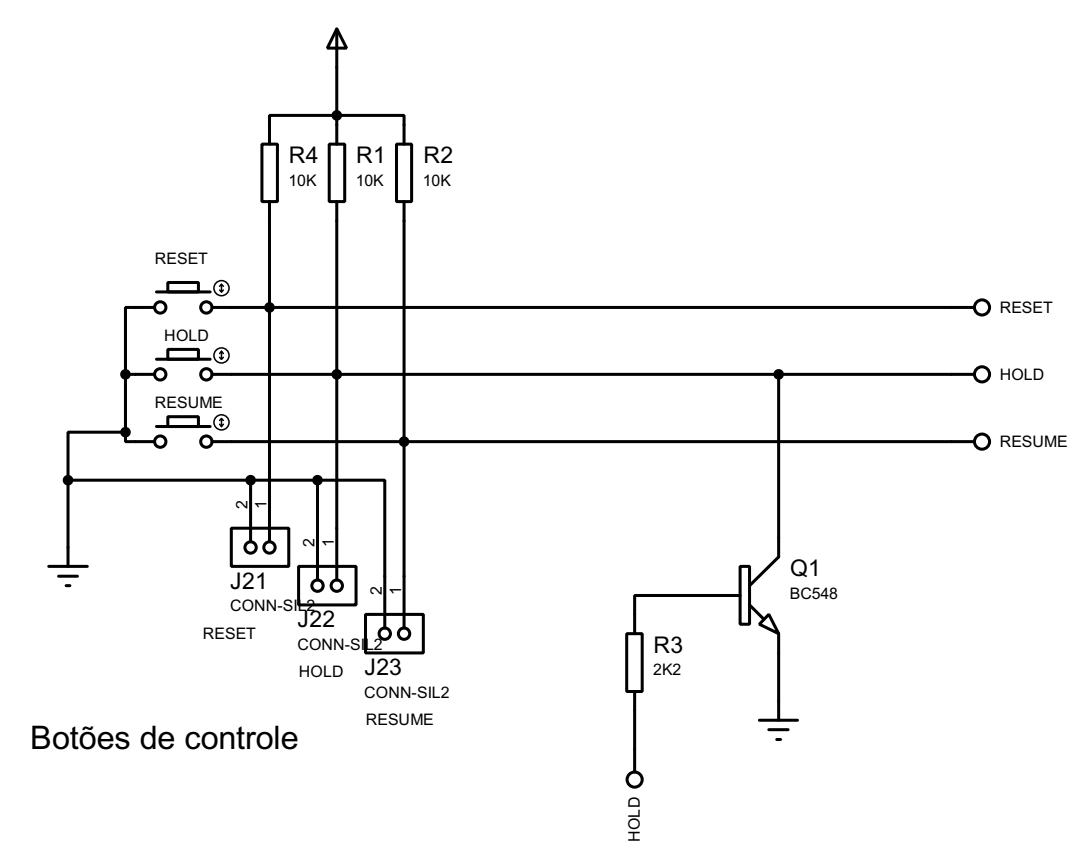 R4
10K
R1
10K
R2
10K
RESET
RESET
HOLD
HOLD
RESUME
RESUME
2
1
J21
CONN-SIL2
RESET
2
1
J22
CONN-SIL2
HOLD
2
1
J23
CONN-SIL2
RESUME
Q1
BC548
R3
2K2
HOLD
Botões de controle